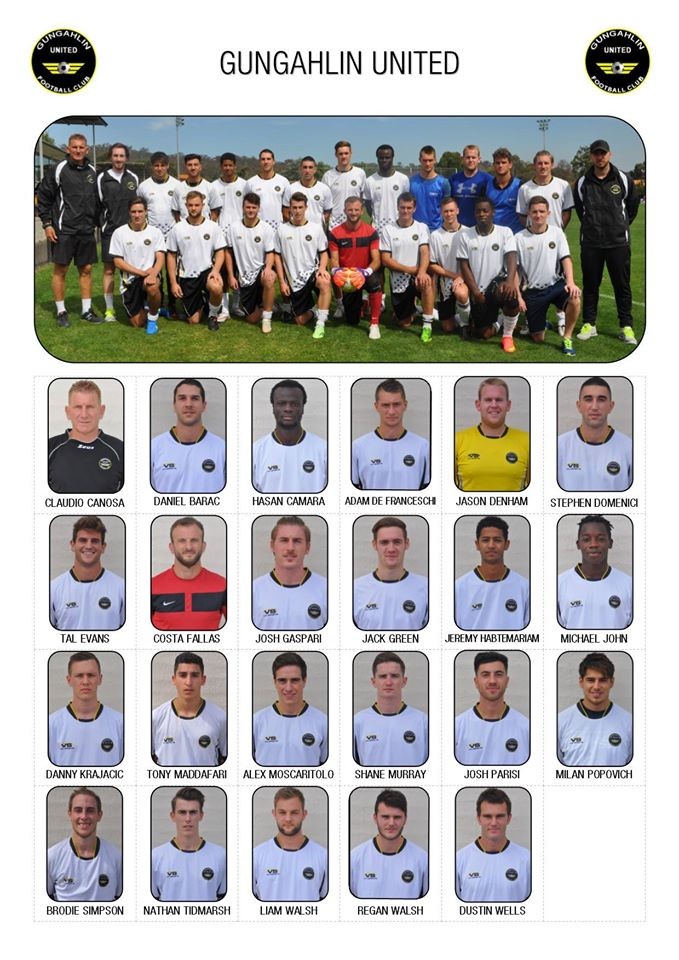 GUNGAHLIN
UNITED
FOOTBALL CLUB
GUNGAHLIN UNITED
GUNGAHLIN
UNITED
FOOTBALL CLUB
Zeus
CLAUDIO CANOSA
DANIEL BARAC
HASAN CAMARA
ADAM DE FRANCESCHI
JASON DENHAM
STEPHEN DOMENICI
TAL EVANS
COSTA FALLAS
JOSH GASPARI
JACK GREEN
JEREMY HABTEMARIAM
MICHAEL JOHN
DANNY KRAJACIC
TONY MADDAFARI
ALEX MOSCARITOLO
SHANE MURRAY
JOSH PARISI
MILAN POPOVICH
BRODIE SIMPSON
NATHAN TIDMARSH
LIAM WALSH
REGAN WALSH
DUSTIN WELLS